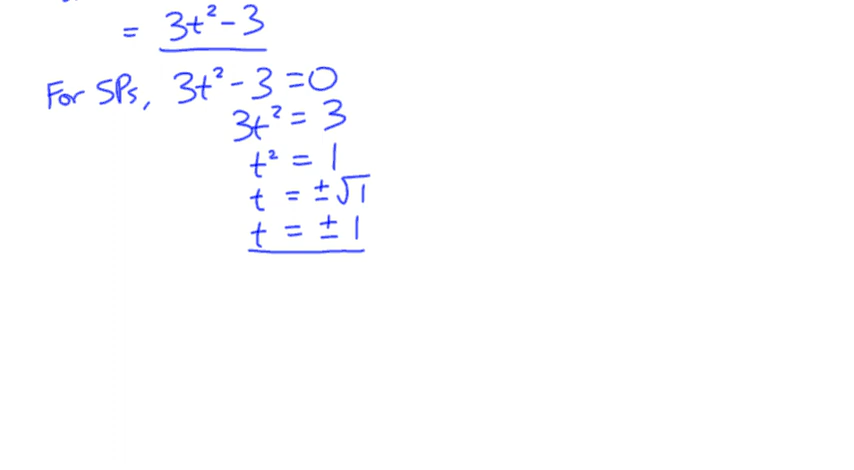 = 3t² - 3
For SPs, 3t² - 3 = 0
3t² = 3
t² = 1
t = ±√1
t = ±1